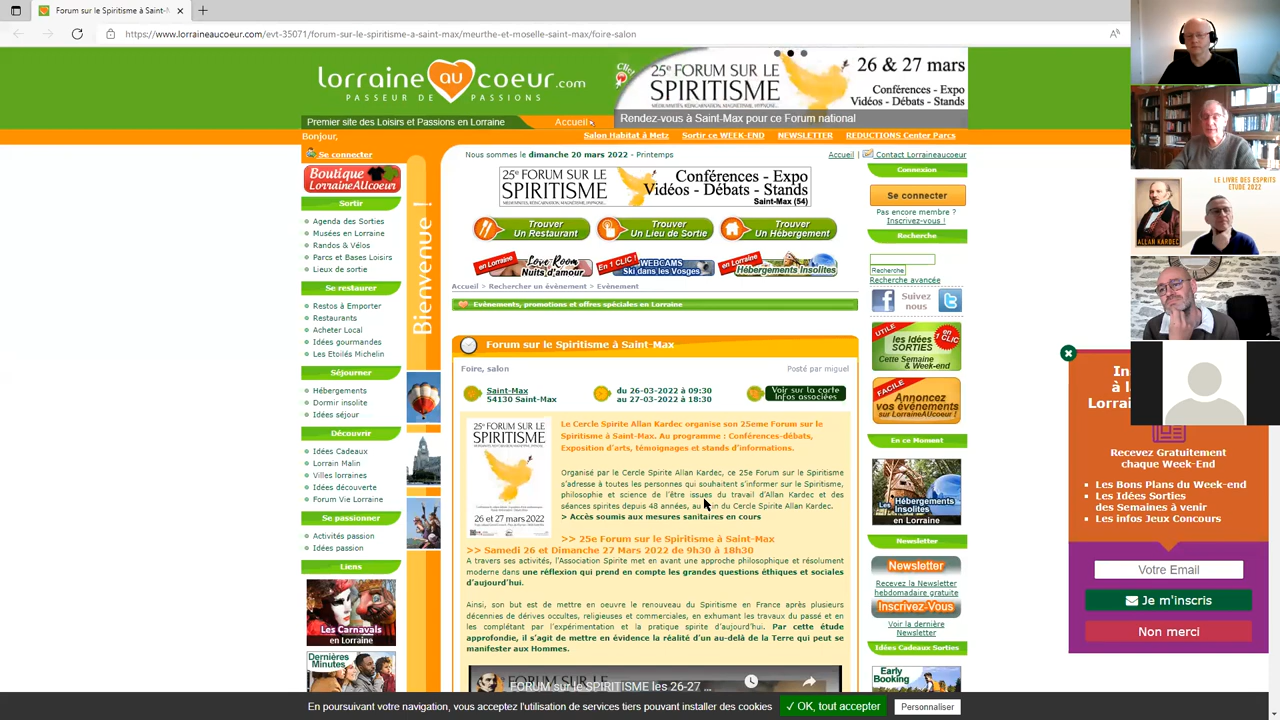 Forum sur le Spiritisme à Saint-M
https://www.lorraineaucoeur.com/evt-35071/forum-sur-le-spiritisme-a-saint-max/meurthe-et-moselle-saint-max/foire-salon
lorraine au coeur.com
PASSEUR DE PASSIONS
Clic
25e FORUM SUR LE
SPIRITISME
26 & 27 mars
Conférences - Expo
Vidéos - Débats - Stands
Rendez-vous à Saint-Max pour ce Forum national
Premier site des Loisirs et Passions en Lorraine
Accueil
Bonjour,
Se connecter
Salon Habitat à Metz
Sortir ce WEEK-END
NEWSLETTER
REDUCTIONS Center Parcs
Nous sommes le dimanche 20 mars 2022 - Printemps
Accueil | Contact Lorraineaucoeur
Boutique
LorraineAUcoeur
Sortir
Agenda des Sorties
Musées en Lorraine
Randos & Vélos
Parcs et Bases Loisirs
Lieux de sortie
Se restaurer
Restos à Emporter
Restaurants
Acheter Local
Idées gourmandes
Les Etoilés Michelin
Séjourner
Hébergements
Dormir insolite
Idées séjour
Découvrir
Idées Cadeaux
Lorrain Malin
Villes lorraines
Idées découverte
Forum Vie Lorraine
Se passionner
Activités passion
Idées passion
Liens
Les Carnavals
en Lorraine
Dernières
Minutes
Bienvenue !
25e FORUM SUR LE
SPIRITISME
Conférences - Expo
Vidéos - Débats - Stands
Saint-Max (54)
Trouver
Un Restaurant
Trouver
Un Lieu de Sortie
Trouver
Un Hébergement
en Lorraine
Love Room
Nuits d'amour
En 1 CLIC
WEBCAMS
Ski dans les Vosges
en Lorraine
Hébergements
Insolites
Accueil > Rechercher un évènement > Evènement
Evènements, promotions et offres spéciales en Lorraine
Forum sur le Spiritisme à Saint-Max
Foire, salon
Posté par miguel
Saint-Max
54130 Saint-Max
du 26-03-2022 à 09:30
au 27-03-2022 à 18:30
Voir sur la carte
Infos associées
25e FORUM SUR LE
SPIRITISME
26 et 27 mars 2022
Le Cercle Spirite Allan Kardec organise son 25eme Forum sur le
Spiritisme à Saint-Max. Au programme : Conférences-débats,
Exposition d'arts, témoignages et stands d'informations.
Organisé par le Cercle Spirite Allan Kardec, ce 25e Forum sur le Spiritisme
s'adresse à toutes les personnes qui souhaitent s'informer sur le Spiritisme,
philosophie et science de l'être issues du travail d'Allan Kardec et des
séances spirites depuis 48 années, au sein du Cercle Spirite Allan Kardec.
> Accès soumis aux mesures sanitaires en cours
>> 25e Forum sur le Spiritisme à Saint-Max
>> Samedi 26 et Dimanche 27 Mars 2022 de 9h30 à 18h30
A travers ses activités, l'Association Spirite met en avant une approche philosophique et résolument
moderne dans une réflexion qui prend en compte les grandes questions éthiques et sociales
d'aujourd'hui.
Ainsi, son but est de mettre en oeuvre le renouveau du Spiritisme en France après plusieurs
décennies de dérives occultes, religieuses et commerciales, en exhumant les travaux du passé et en
les complétant par l'expérimentation et la pratique spirite d'aujourd'hui. Par cette étude
approfondie, il s'agit de mettre en évidence la réalité d'un au-delà de la Terre qui peut se
manifester aux Hommes.
FORUM sur le SPIRITISME les 26-27 ...
Connexion
Se connecter
Pas encore membre ?
Inscrivez-vous !
Recherche
Recherche
Recherche avancée
Suivez
nous
UTILE
en 1 CLIC
les Idées
SORTIES
Cette Semaine
& Week-end
FACILE
Annoncez
vos événements
sur LorraineAUcoeur!
En ce Moment
Les Hébergements
Insolites
en Lorraine
Newsletter
Newsletter
Recevez la Newsletter
hebdomadaire gratuite
Inscrivez-Vous
Voir la dernière
Newsletter
Idées Cadeaux Sorties
Early
Booking
LE LIVRE DES ESPRITS
ETUDE 2022
ALLAN KARDEC
In
à l
Lorrai
Recevez Gratuitement
chaque Week-End
Les Bons Plans du Week-end
Les Idées Sorties
des Semaines à venir
Les infos Jeux Concours
Votre Email
Je m'inscris
Non merci
En poursuivant votre navigation, vous acceptez l'utilisation de services tiers pouvant installer des cookies
✓ OK, tout accepter
Personnaliser